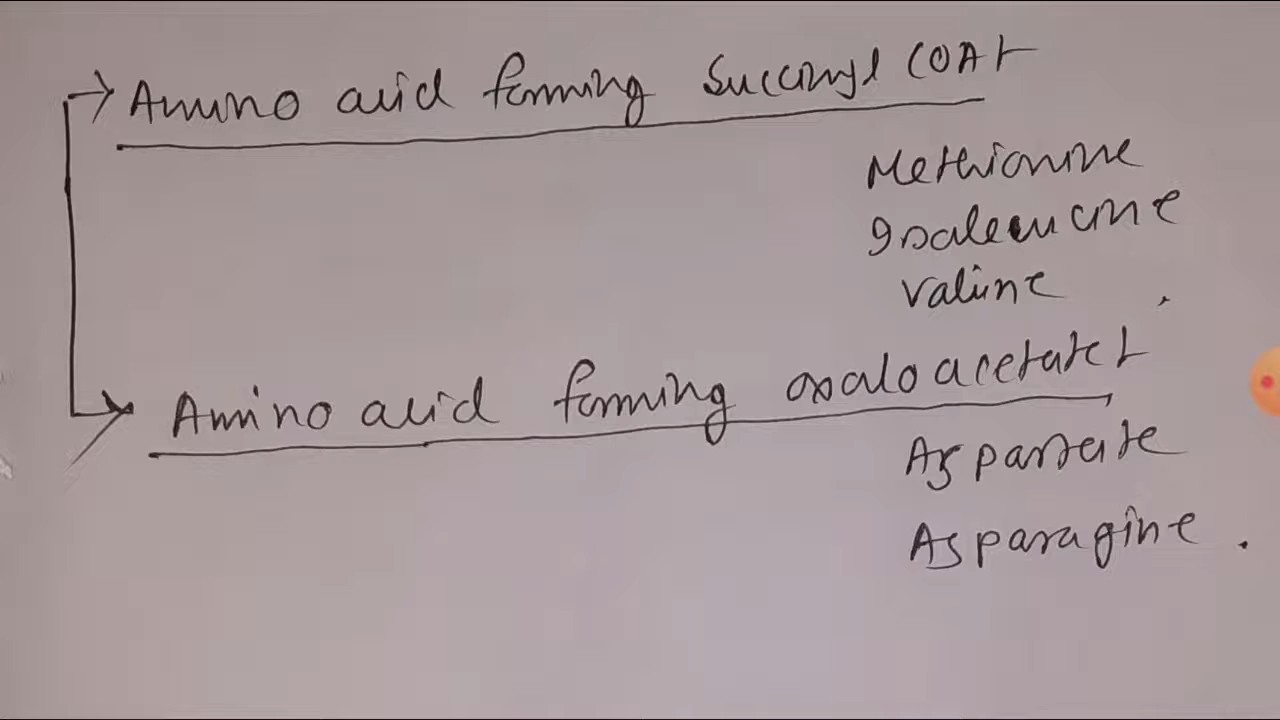 → Amino acid forming Succinyl COA⊢
Methionine
Isoleucine
Valine
→ Amino acid forming oxaloacetate⊢
Aspartate
Asparagine.